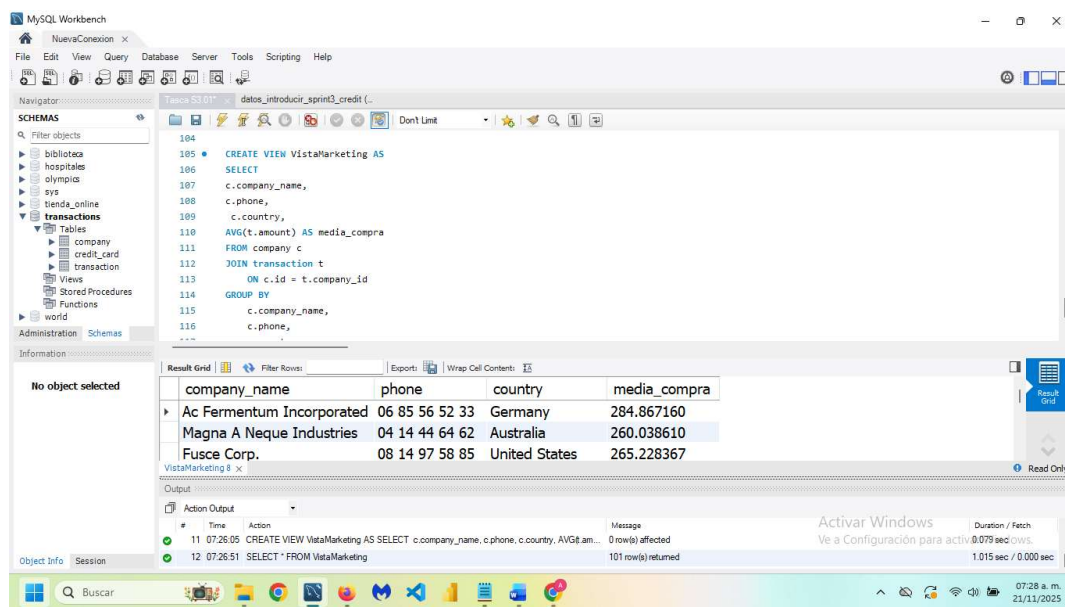 MySQL Workbench
NuevaConexion ×
File Edit View Query Database Server Tools Scripting Help
Navigator
Tasca S3.01* × datos_introducir_sprint3_credit (...
SCHEMAS
Filter objects
biblioteca
hospitales
olympics
sys
tienda_online
transactions
Tables
company
credit_card
transaction
Views
Stored Procedures
Functions
world
Administration Schemas
Information
No object selected
Object Info Session
Don't Limit
104
105 CREATE VIEW VistaMarketing AS
106 SELECT
107 c.company_name,
108 c.phone,
109 c.country,
110 AVG(t.amount) AS media_compra
111 FROM company c
112 JOIN transaction t
113 ON c.id = t.company_id
114 GROUP BY
115 c.company_name,
116 c.phone,
Result Grid Filter Rows: Export: Wrap Cell Content:
company_name phone country media_compra
Ac Fermentum Incorporated 06 85 56 52 33 Germany 284.867160
Magna A Neque Industries 04 14 44 64 62 Australia 260.038610
Fusce Corp. 08 14 97 58 85 United States 265.228367
Result Grid
VistaMarketing 8 × Read Only
Output
Action Output
# Time Action Message Duration / Fetch
11 07:26:05 CREATE VIEW VistaMarketing AS SELECT c.company_name, c.phone, c.country, AVG(t.am... 0 row(s) affected 0.079 sec
12 07:26:51 SELECT * FROM VistaMarketing 101 row(s) returned 1.015 sec / 0.000 sec
Activar Windows
Ve a Configuración para activar Windows.
Buscar
07:28 a. m.
21/11/2025